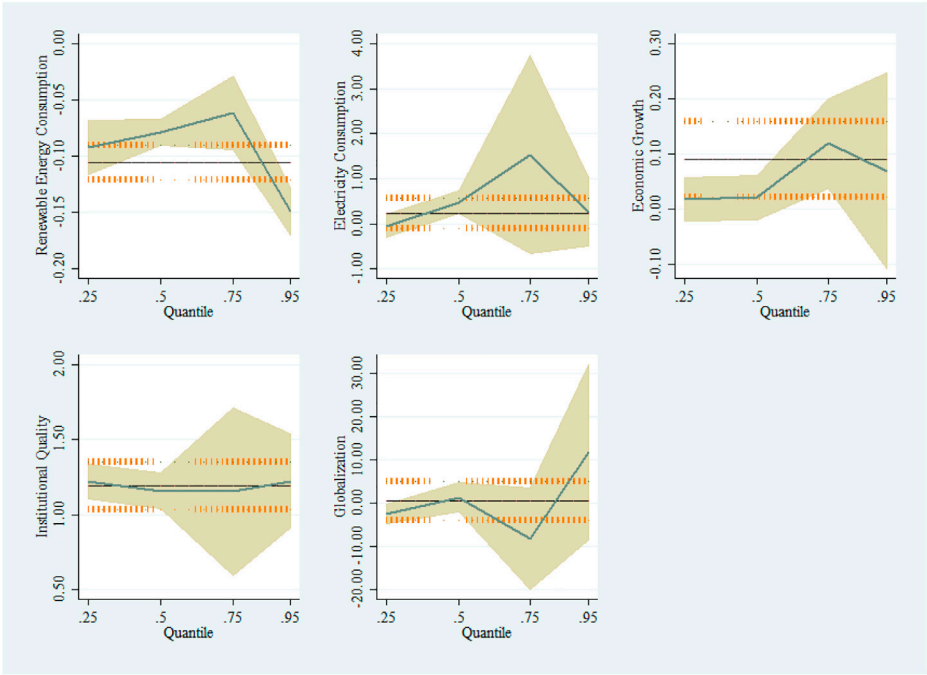 Renewable Energy Consumption
0.00
-0.05
-0.10
-0.15
-0.20
.25 .5 .75 .95
Quantile
Electricity Consumption
4.00
3.00
2.00
1.00
0.00
-1.00
.25 .5 .75 .95
Quantile
Economic Growth
0.30
0.20
0.10
0.00
-0.10
.25 .5 .75 .95
Quantile
Institutional Quality
2.00
1.50
1.00
0.50
.25 .5 .75 .95
Quantile
Globalization
30.00
20.00
10.00
0.00
-10.00
-20.00
.25 .5 .75 .95
Quantile